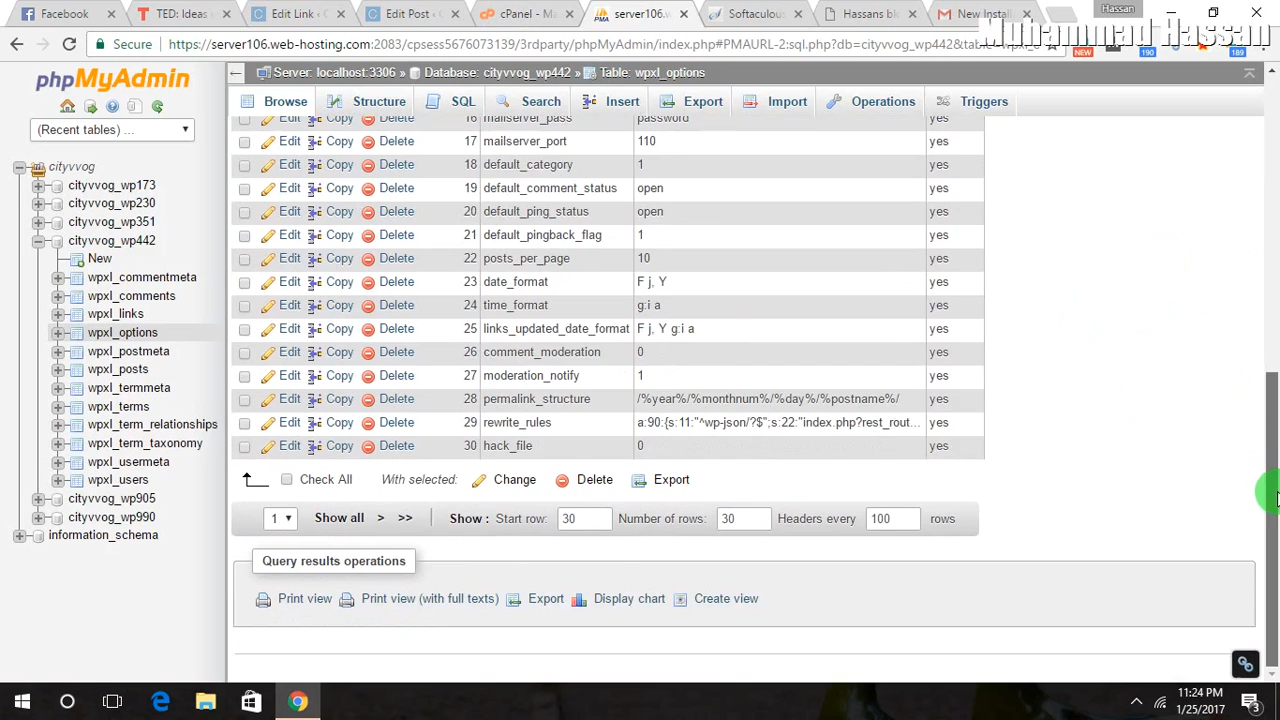 Facebook
TED: Ideas
Edit Link
Edit Post
cPanel - Ma
server106.w
Softaculous
Hassans bl
New Install
Hassan
Secure
https://server106.web-hosting.com:2083/cpsess567607313/3rdparty/phpMyAdmin/index.php#PMAURL-2:sql.php?db=cityvvog_wp442&table=
Muhammad Hassan
NEW
190
189
phpMyAdmin
(Recent tables) ...
cityvvog
cityvvog_wp173
cityvvog_wp230
cityvvog_wp351
cityvvog_wp442
New
wpxl_commentmeta
wpxl_comments
wpxl_links
wpxl_options
wpxl_postmeta
wpxl_posts
wpxl_termmeta
wpxl_terms
wpxl_term_relationships
wpxl_term_taxonomy
wpxl_usermeta
wpxl_users
cityvvog_wp905
cityvvog_wp990
information_schema
Server: localhost:3306 » Database: cityvvog_wp442 » Table: wpxl_options
Browse Structure SQL Search Insert Export Import Operations Triggers
Edit Copy Delete 16 mailserver_pass password yes
Edit Copy Delete 17 mailserver_port 110 yes
Edit Copy Delete 18 default_category 1 yes
Edit Copy Delete 19 default_comment_status open yes
Edit Copy Delete 20 default_ping_status open yes
Edit Copy Delete 21 default_pingback_flag 1 yes
Edit Copy Delete 22 posts_per_page 10 yes
Edit Copy Delete 23 date_format F j, Y yes
Edit Copy Delete 24 time_format g:i a yes
Edit Copy Delete 25 links_updated_date_format F j, Y g:i a yes
Edit Copy Delete 26 comment_moderation 0 yes
Edit Copy Delete 27 moderation_notify 1 yes
Edit Copy Delete 28 permalink_structure /%year%/%monthnum%/%day%/%postname%/ yes
Edit Copy Delete 29 rewrite_rules a:90:{s:11:"^wp-json/?$";s:22:"index.php?rest_rout... yes
Edit Copy Delete 30 hack_file 0 yes
Check All With selected: Change Delete Export
1 Show all > >> Show : Start row: 30 Number of rows: 30 Headers every 100 rows
Query results operations
Print view Print view (with full texts) Export Display chart Create view
11:24 PM
1/25/2017
3